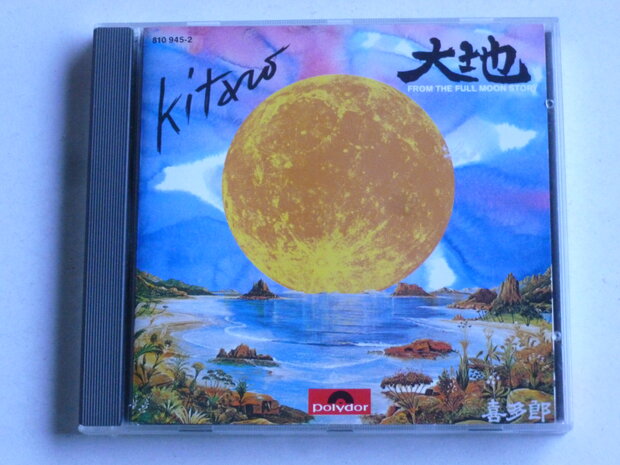 810 945-2
Kitaro
大地
FROM THE FULL MOON STORY
polydor
喜多郎